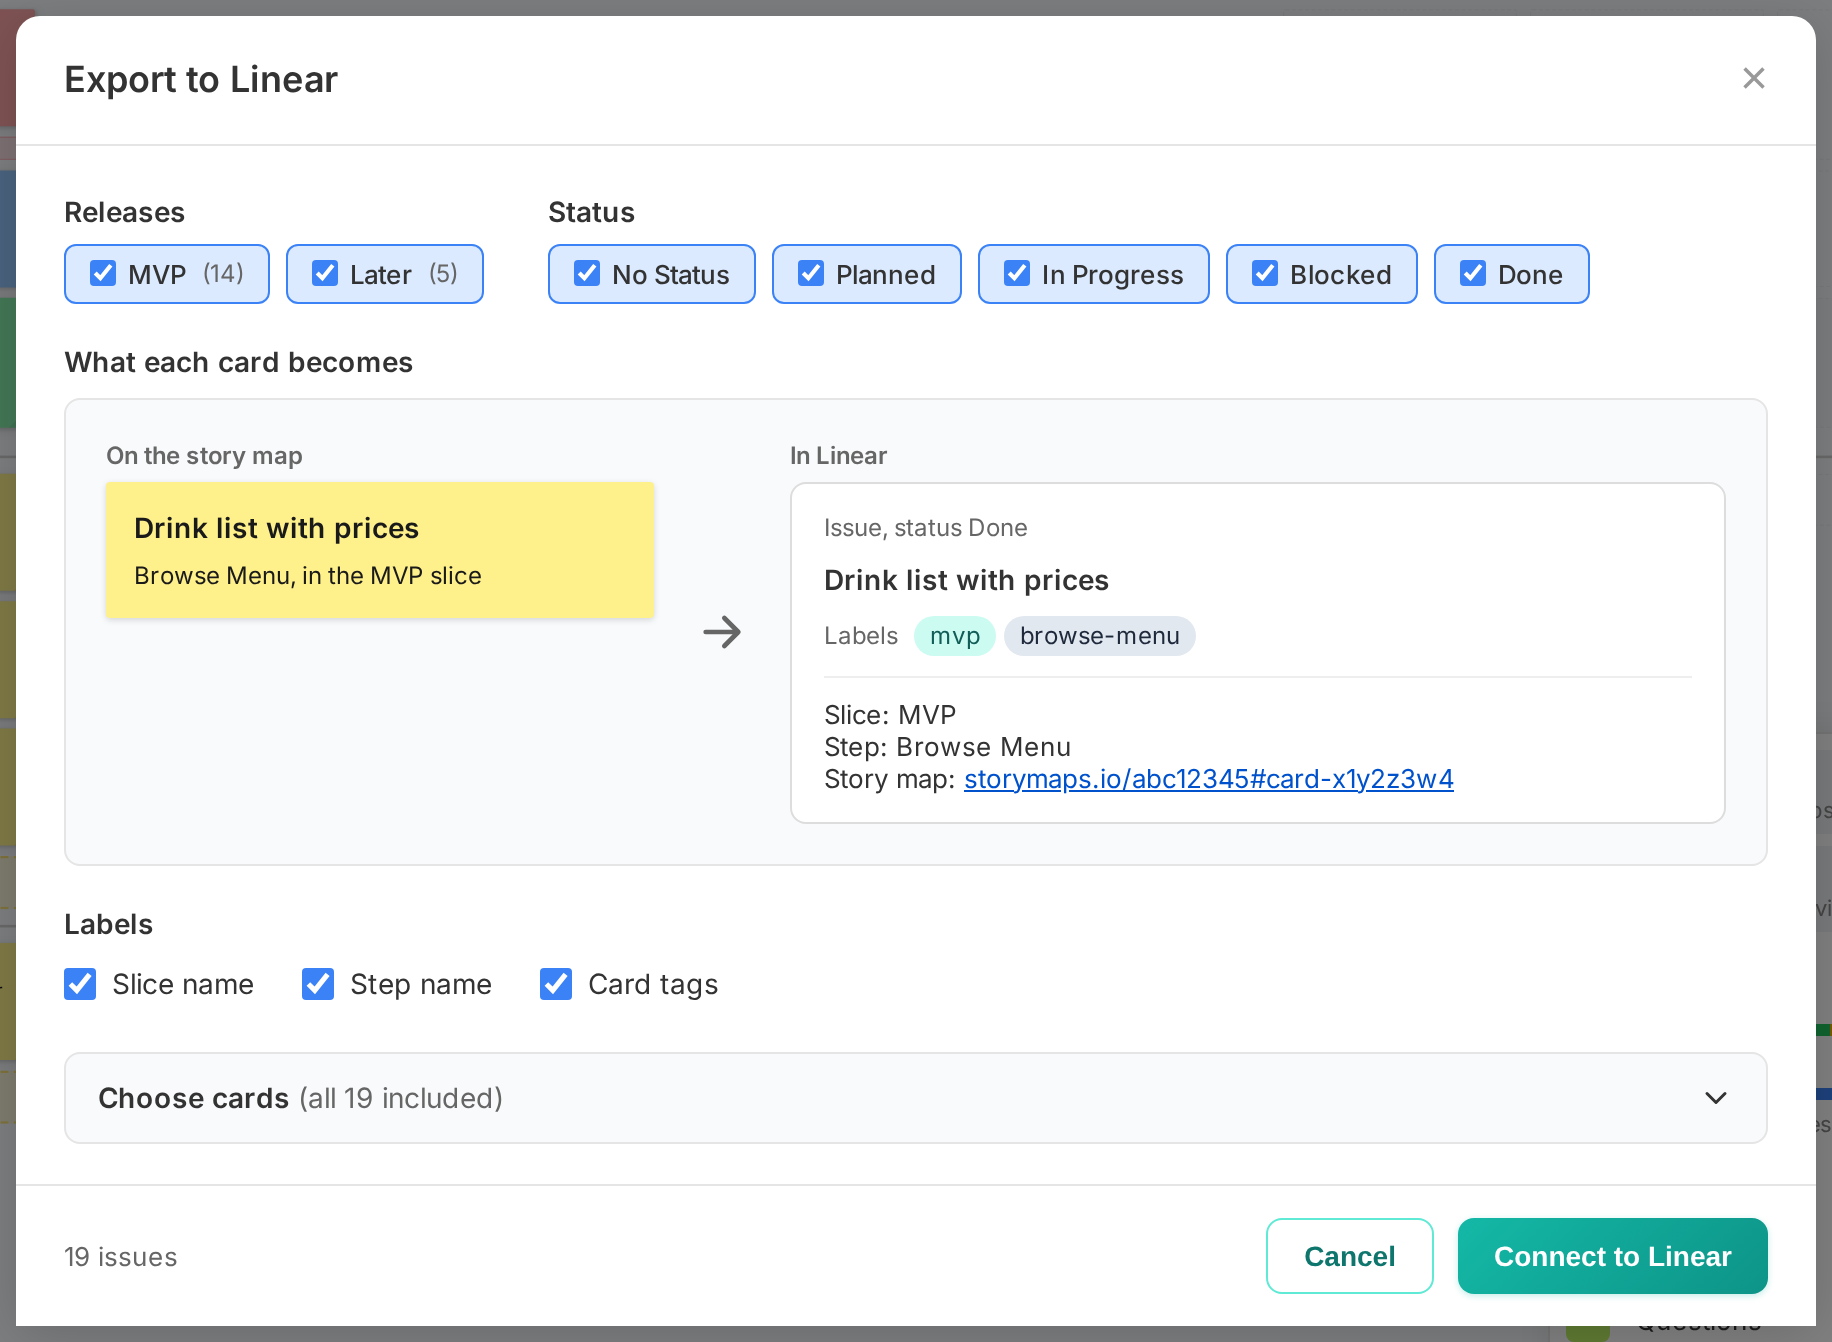 Export to Linear
Releases
Status
MVP (14)
Later (5)
No Status
Planned
In Progress
Blocked
Done
What each card becomes
On the story map
Drink list with prices
Browse Menu, in the MVP slice
In Linear
Issue, status Done
Drink list with prices
Labels mvp browse-menu
Slice: MVP
Step: Browse Menu
Story map: storymaps.io/abc12345#card-x1y2z3w4
Labels
Slice name
Step name
Card tags
Choose cards (all 19 included)
19 issues
Cancel
Connect to Linear